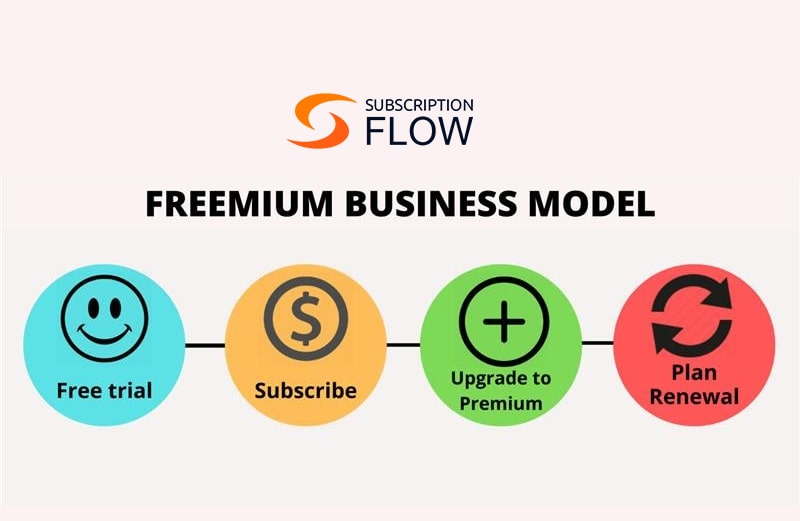 SUBSCRIPTION
FLOW
FREEMIUM BUSINESS MODEL
$
Free trial
Subscribe
Upgrade to
Premium
Plan
Renewal